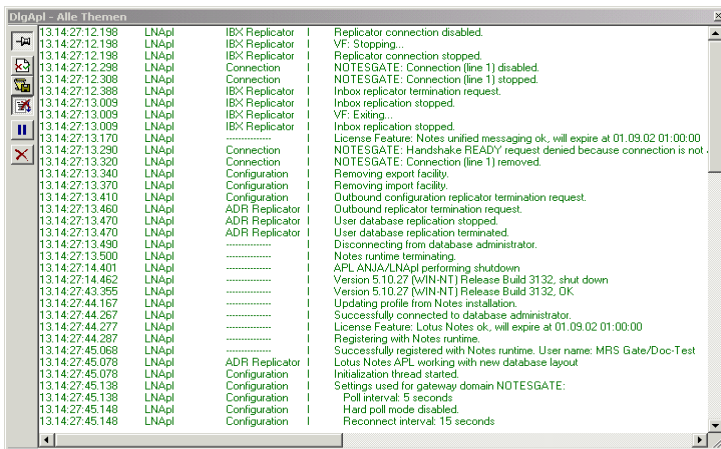 DlgApl - Alle Themen
13.14:27:12.198 LNApl IBX Replicator I Replicator connection disabled.
13.14:27:12.198 LNApl IBX Replicator I VF: Stopping...
13.14:27:12.198 LNApl IBX Replicator I Replicator connection stopped.
13.14:27:12.298 LNApl Connection I NOTESGATE: Connection (line 1) disabled.
13.14:27:12.308 LNApl Connection I NOTESGATE: Connection (line 1) stopped.
13.14:27:12.388 LNApl IBX Replicator I Inbox replicator termination request.
13.14:27:13.009 LNApl IBX Replicator I Inbox replication stopped.
13.14:27:13.009 LNApl IBX Replicator I VF: Exiting...
13.14:27:13.009 LNApl IBX Replicator I Inbox replication stopped.
13.14:27:13.170 LNApl --------------- I License Feature: Notes unified messaging ok, will expire at 01.09.02 01:00:00
13.14:27:13.290 LNApl Connection I NOTESGATE: Handshake READY request denied because connection is not
13.14:27:13.320 LNApl Connection I NOTESGATE: Connection (line 1) removed.
13.14:27:13.340 LNApl Configuration I Removing export facility.
13.14:27:13.370 LNApl Configuration I Removing import facility.
13.14:27:13.410 LNApl Configuration I Outbound configuration replicator termination request.
13.14:27:13.460 LNApl ADR Replicator I Outbound replicator termination request.
13.14:27:13.470 LNApl ADR Replicator I User database replication stopped.
13.14:27:13.470 LNApl ADR Replicator I User database replication terminated.
13.14:27:13.490 LNApl --------------- I Disconnecting from database administrator.
13.14:27:13.500 LNApl --------------- I Notes runtime terminating.
13.14:27:14.401 LNApl --------------- I APL ANJA/LNApl performing shutdown
13.14:27:14.462 LNApl --------------- I Version 5.10.27 (WIN-NT) Release Build 3132, shut down
13.14:27:43.355 LNApl --------------- I Version 5.10.27 (WIN-NT) Release Build 3132, OK
13.14:27:44.167 LNApl --------------- I Updating profile from Notes installation.
13.14:27:44.267 LNApl --------------- I Successfully connected to database administrator.
13.14:27:44.277 LNApl --------------- I License Feature: Lotus Notes ok, will expire at 01.09.02 01:00:00
13.14:27:44.287 LNApl --------------- I Registering with Notes runtime.
13.14:27:45.068 LNApl --------------- I Successfully registered with Notes runtime. User name: MRS Gate/Doc-Test
13.14:27:45.078 LNApl ADR Replicator I Lotus Notes APL working with new database layout
13.14:27:45.078 LNApl Configuration I Initialization thread started.
13.14:27:45.138 LNApl Configuration I Settings used for gateway domain NOTESGATE:
13.14:27:45.138 LNApl Configuration I Poll interval: 5 seconds
13.14:27:45.148 LNApl Configuration I Hard poll mode disabled.
13.14:27:45.148 LNApl Configuration I Reconnect interval: 15 seconds